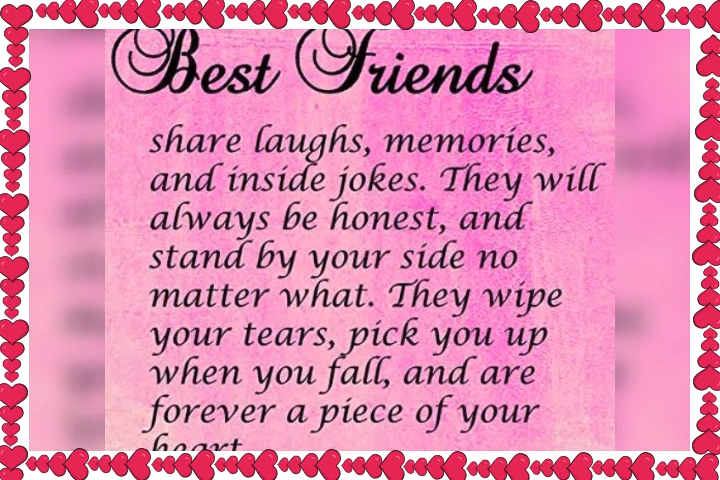 Best Friends
share laughs, memories,
and inside jokes. They will
always be honest, and
stand by your side no
matter what. They wipe
your tears, pick you up
when you fall, and are
forever a piece of your
heart